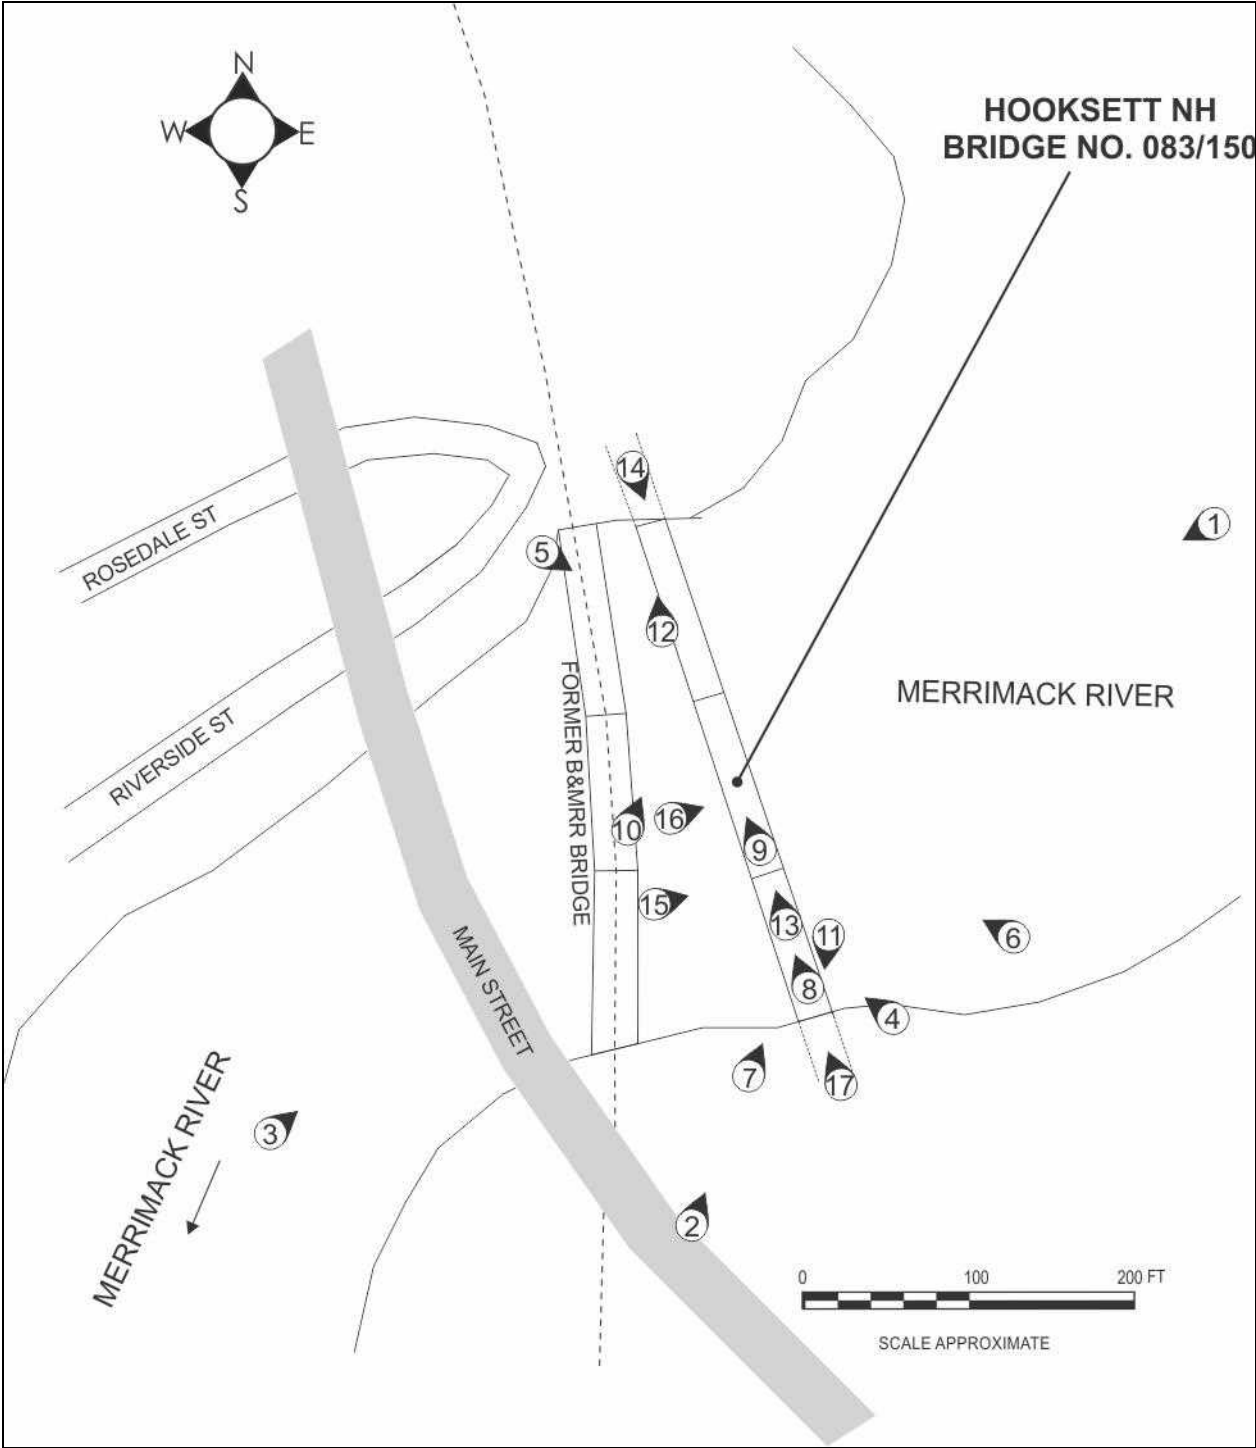 N
W E
S
HOOKSETT NH
BRIDGE NO. 083/150
14
1
5
ROSEDALE ST
12
FORMER B&MRR BRIDGE
MERRIMACK RIVER
RIVERSIDE ST
10
16
9
15
13
11
6
MAIN STREET
8
4
7
17
MERRIMACK RIVER
3
2
0 100 200 FT
SCALE APPROXIMATE